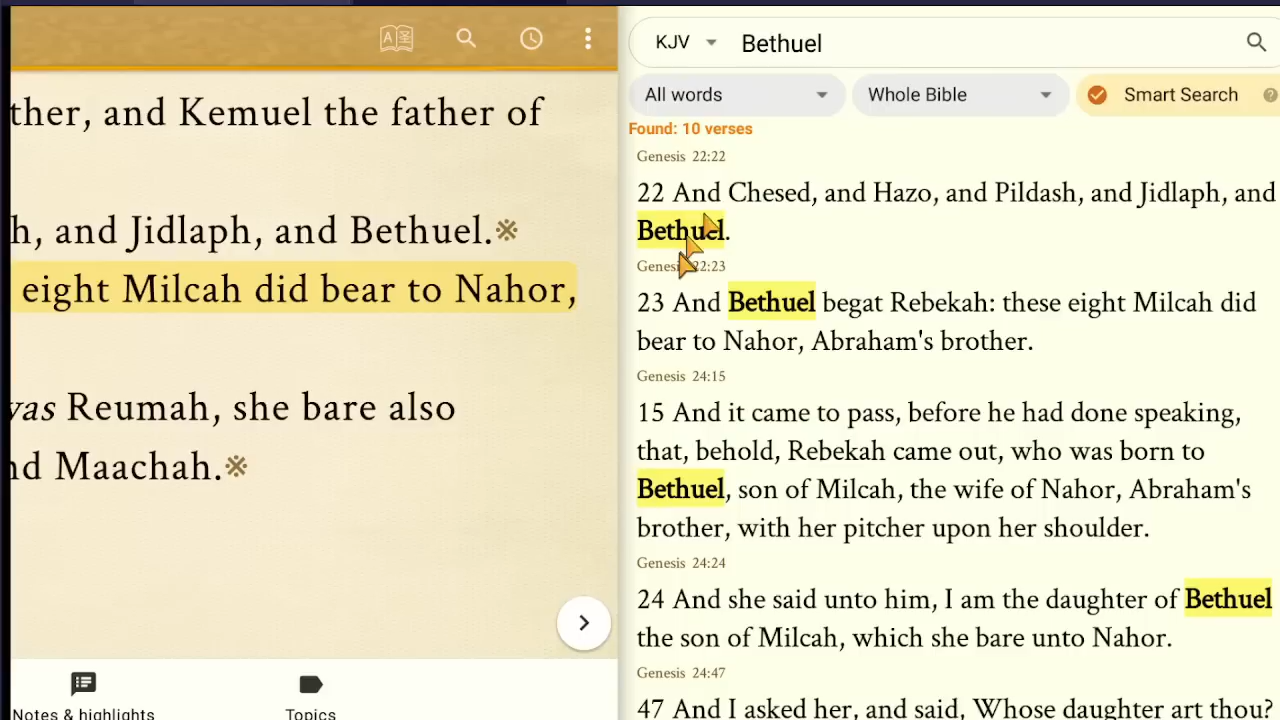 ther, and Kemuel the father of
h, and Jidlaph, and Bethuel.※
eight Milcah did bear to Nahor,
was Reumah, she bare also
nd Maachah.※
Notes & highlights
Topics
KJV
Bethuel
All words
Whole Bible
Smart Search
Found: 10 verses
Genesis 22:22
22 And Chesed, and Hazo, and Pildash, and Jidlaph, and
Bethuel.
Genesis 22:23
23 And Bethuel begat Rebekah: these eight Milcah did
bear to Nahor, Abraham's brother.
Genesis 24:15
15 And it came to pass, before he had done speaking,
that, behold, Rebekah came out, who was born to
Bethuel, son of Milcah, the wife of Nahor, Abraham's
brother, with her pitcher upon her shoulder.
Genesis 24:24
24 And she said unto him, I am the daughter of Bethuel
the son of Milcah, which she bare unto Nahor.
Genesis 24:47
47 And I asked her, and said, Whose daughter art thou?